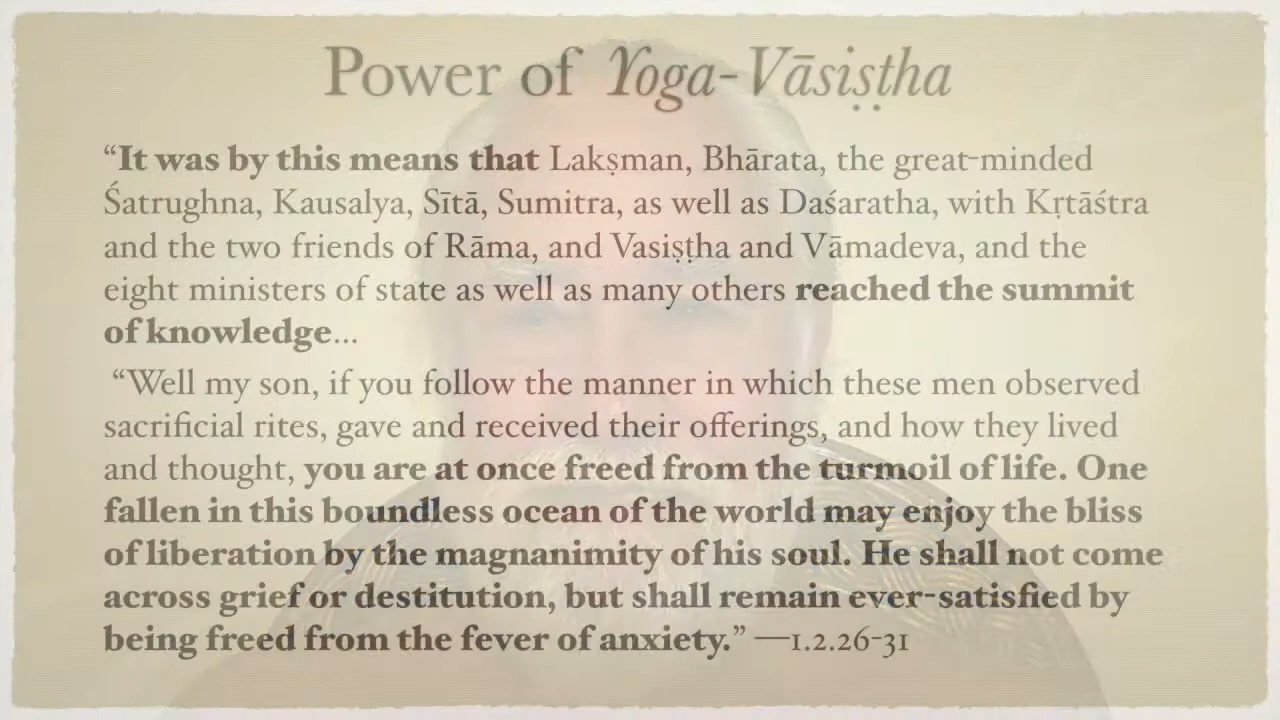 Power of Yoga-Vāsiṣṭha
“It was by this means that Lakṣman, Bhārata, the great-minded
Śatrughna, Kausalya, Sītā, Sumitra, as well as Daśaratha, with Kṛtāśtra
and the two friends of Rāma, and Vasiṣṭha and Vāmadeva, and the
eight ministers of state as well as many others reached the summit
of knowledge...
“Well my son, if you follow the manner in which these men observed
sacrificial rites, gave and received their offerings, and how they lived
and thought, you are at once freed from the turmoil of life. One
fallen in this boundless ocean of the world may enjoy the bliss
of liberation by the magnanimity of his soul. He shall not come
across grief or destitution, but shall remain ever-satisfied by
being freed from the fever of anxiety.” —1.2.26-31